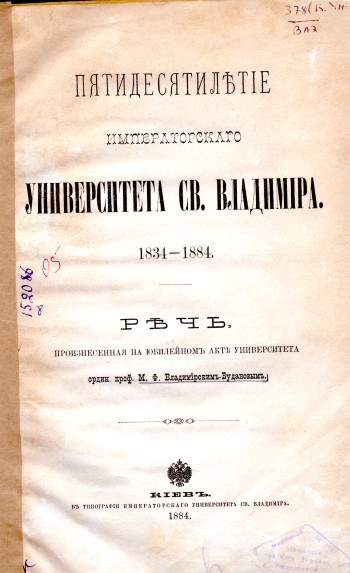 378(
ПЯТИДЕСЯТИЛѢТІЕ
ИМПЕРАТОРСКАГО
УНИВЕРСИТЕТА СВ. ВЛАДИМІРА.
1834—1884.
РѢЧЬ,
ПРОИЗНЕСЕННАЯ НА ЮБИЛЕЙНОМЪ АКТѢ УНИВЕРСИТЕТА
ордин. проф. М. Ф. Владимірскимъ-Будановымъ.
КІЕВЪ.
ВЪ ТИПОГРАФІИ ИМПЕРАТОРСКАГО УНИВЕРСИТЕТА СВ. ВЛАДИМІРА.
1884.